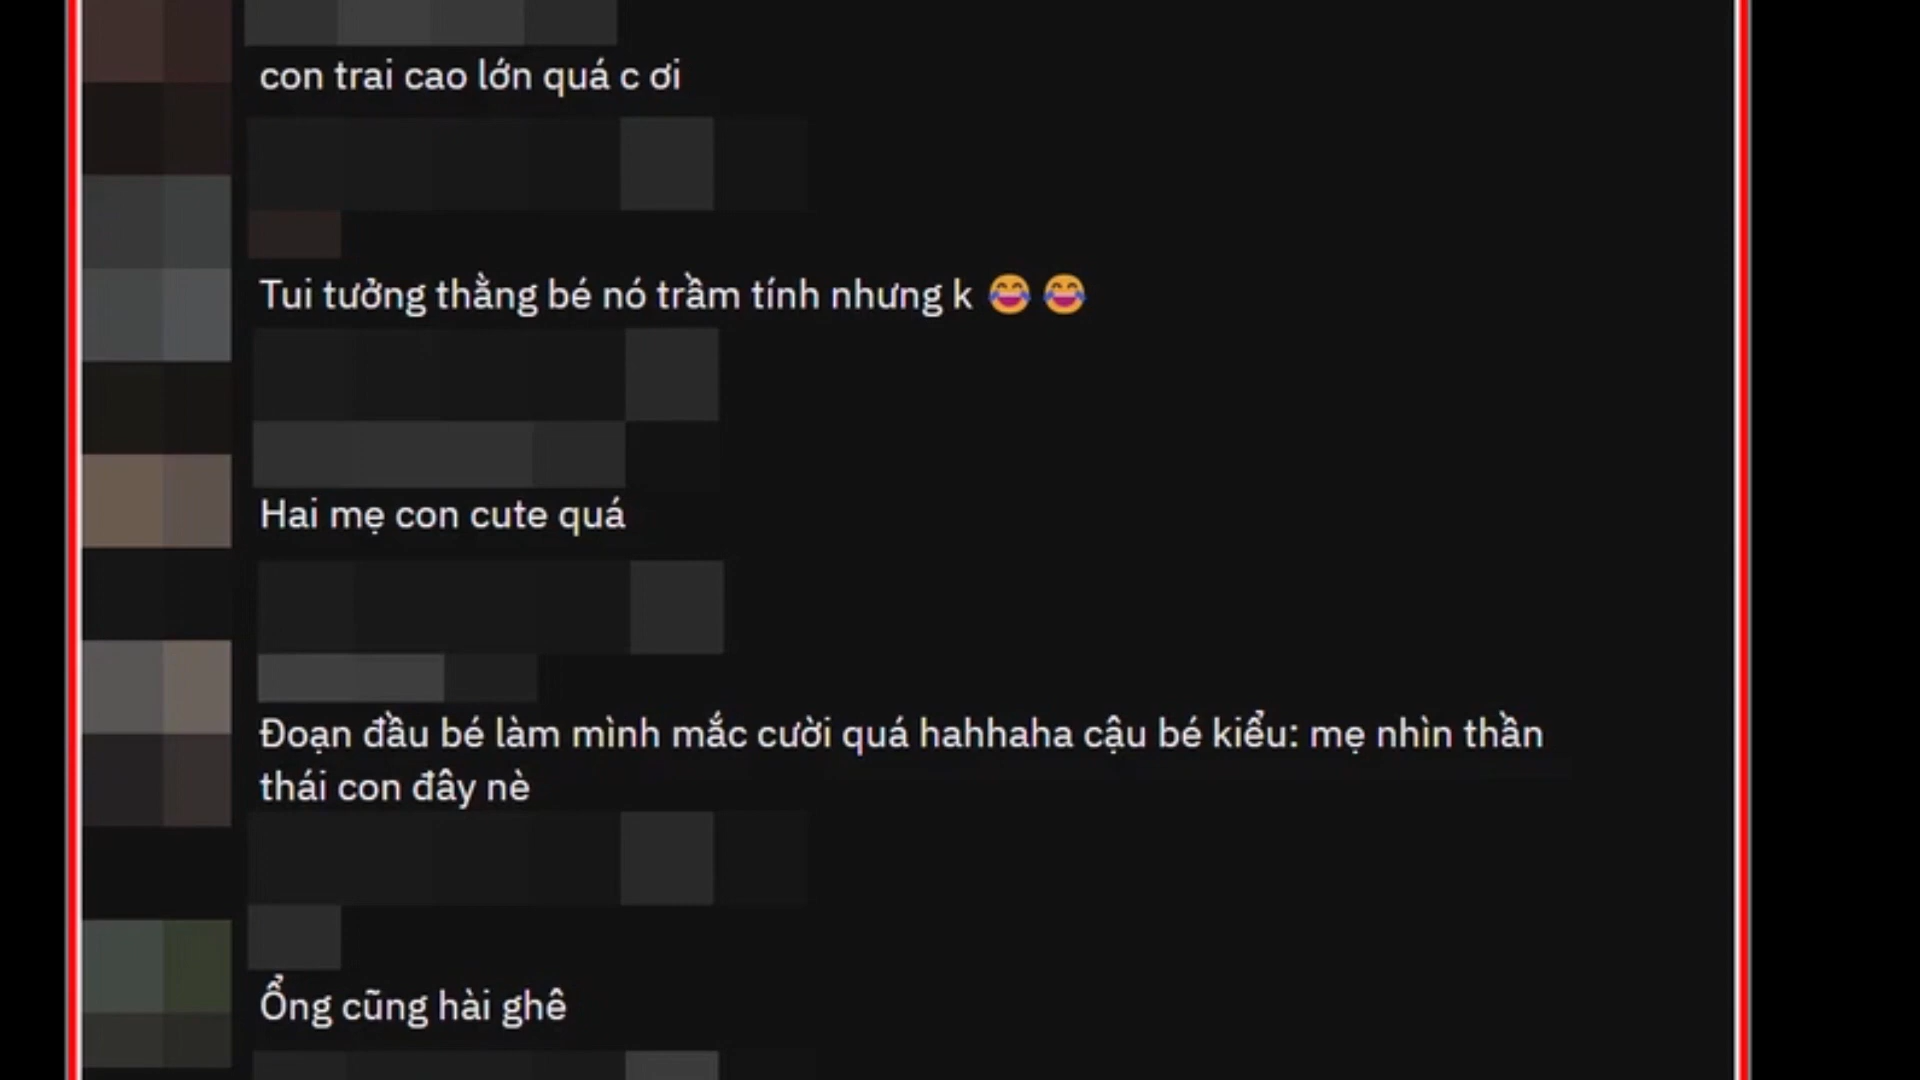 con trai cao lớn quá c ơi
Tui tưởng thằng bé nó trầm tính nhưng k 😂 😂
Hai mẹ con cute quá
Đoạn đầu bé làm mình mắc cười quá hahhaha cậu bé kiểu: mẹ nhìn thần
thái con đây nè
Ổng cũng hài ghê